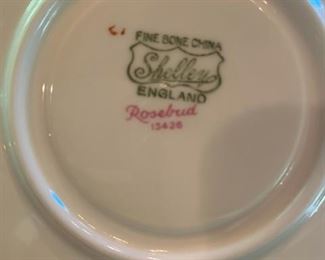 FINE BONE CHINA
Shelley
ENGLAND
Rosebud
13426